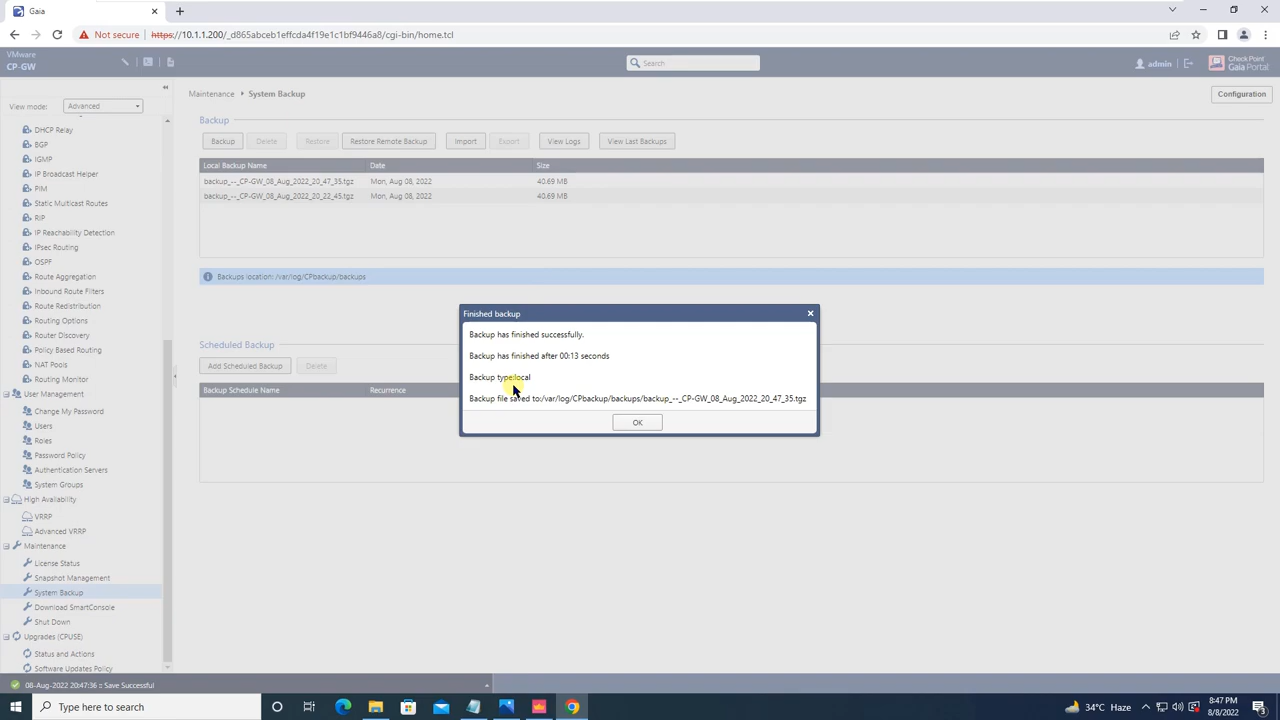 Gaia
Not secure
https://10.1.1.200/_d865abceb1effcda4f19e1c1bf9446a8/cgi-bin/home.tcl
VMware
CP-GW
Search
admin
Check Point
Gaia Portal
View mode:
Advanced
Maintenance
System Backup
Configuration
DHCP Relay
BGP
IGMP
IP Broadcast Helper
PIM
Static Multicast Routes
RIP
IP Reachability Detection
IPsec Routing
OSPF
Route Aggregation
Inbound Route Filters
Route Redistribution
Routing Options
Router Discovery
Policy Based Routing
NAT Pools
Routing Monitor
User Management
Change My Password
Users
Roles
Password Policy
Authentication Servers
System Groups
High Availability
VRRP
Advanced VRRP
Maintenance
License Status
Snapshot Management
System Backup
Download SmartConsole
Shut Down
Upgrades (CPUSE)
Status and Actions
Software Updates Policy
Backup
Backup Delete Restore Restore Remote Backup Import Export View Logs View Last Backups
Local Backup Name Date Size
backup_--_CP-GW_08_Aug_2022_20_47_35.tgz Mon, Aug 08, 2022 40.69 MB
backup_--_CP-GW_08_Aug_2022_20_22_45.tgz Mon, Aug 08, 2022 40.69 MB
Backups location: /var/log/CPbackup/backups
Scheduled Backup
Add Scheduled Backup Delete
Backup Schedule Name Recurrence
Finished backup
Backup has finished successfully.
Backup has finished after 00:13 seconds
Backup type:local
Backup file saved to:/var/log/CPbackup/backups/backup_--_CP-GW_08_Aug_2022_20_47_35.tgz
OK
08-Aug-2022 20:47:36 :: Save Successful
Type here to search
34°C Haze
8:47 PM
8/8/2022